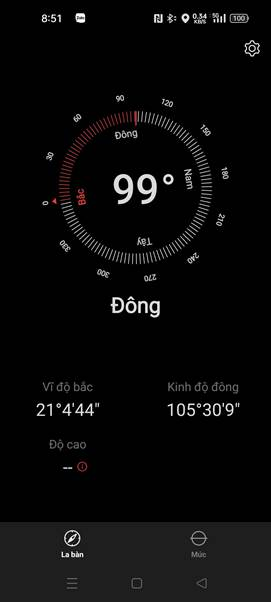 8:51
Zalo
0.34
KB/s
5G
100
90
120
60
150
30
180
0
210
330
240
300
270
Đông
Nam
Bắc
Tây
99°
Đông
Vĩ độ bắc
Kinh độ đông
21°4'44"
105°30'9"
Độ cao
--
La bàn
Mức